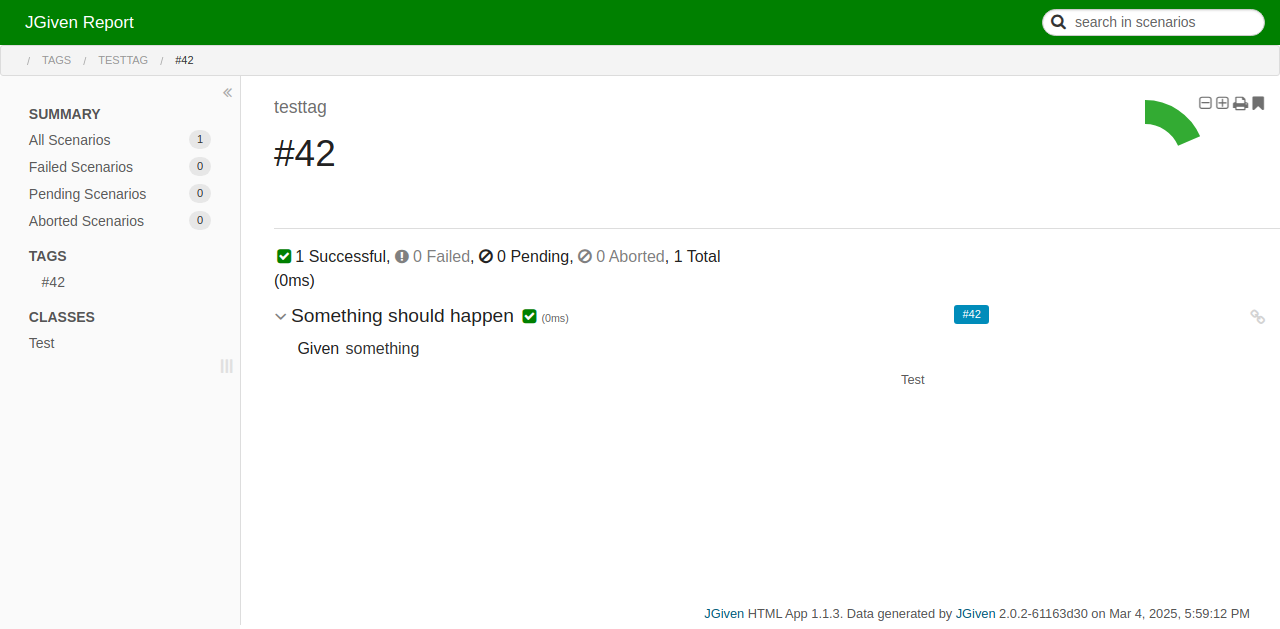 JGiven Report
search in scenarios
/ TAGS / TESTTAG / #42
SUMMARY
All Scenarios 1
Failed Scenarios 0
Pending Scenarios 0
Aborted Scenarios 0
TAGS
#42
CLASSES
Test
testtag
#42
1 Successful, 0 Failed, 0 Pending, 0 Aborted, 1 Total
(0ms)
Something should happen (0ms) #42
Given something
Test
JGiven HTML App 1.1.3. Data generated by JGiven 2.0.2-61163d30 on Mar 4, 2025, 5:59:12 PM